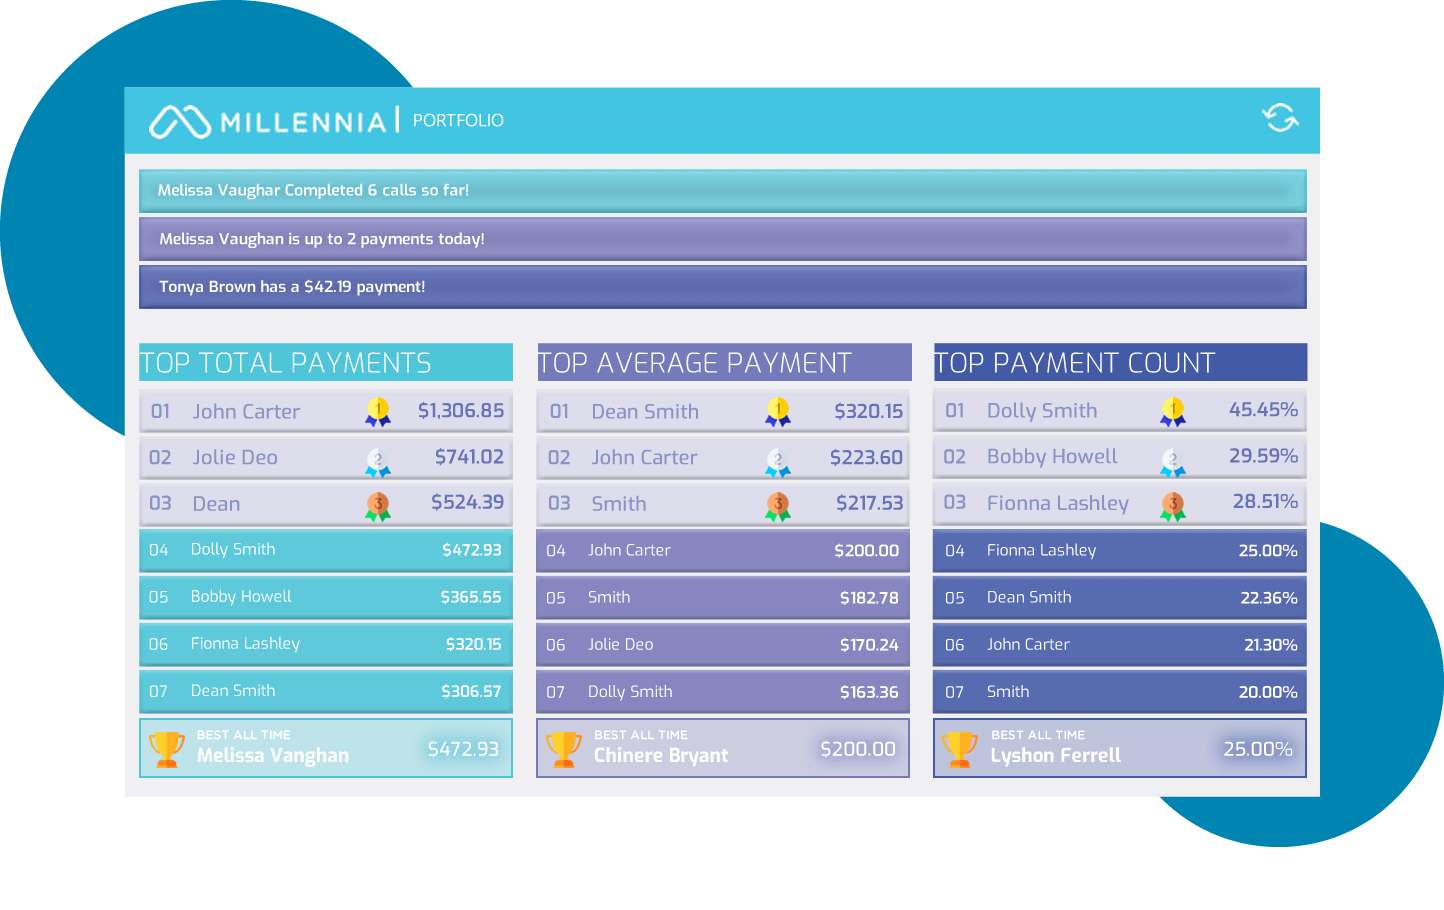 MILLENNIA | PORTFOLIO
Melissa Vaughar Completed 6 calls so far!
Melissa Vaughan is up to 2 payments today!
Tonya Brown has a $42.19 payment!
TOP TOTAL PAYMENTS
01 John Carter 1 $1,306.85
02 Jolie Deo 2 $741.02
03 Dean 3 $524.39
04 Dolly Smith $472.93
05 Bobby Howell $365.55
06 Fionna Lashley $320.15
07 Dean Smith $306.57
BEST ALL TIME
Melissa Vanghan $472.93
TOP AVERAGE PAYMENT
01 Dean Smith 1 $320.15
02 John Carter 2 $223.60
03 Smith 3 $217.53
04 John Carter $200.00
05 Smith $182.78
06 Jolie Deo $170.24
07 Dolly Smith $163.36
BEST ALL TIME
Chinere Bryant $200.00
TOP PAYMENT COUNT
01 Dolly Smith 1 45.45%
02 Bobby Howell 2 29.59%
03 Fionna Lashley 3 28.51%
04 Fionna Lashley 25.00%
05 Dean Smith 22.36%
06 John Carter 21.30%
07 Smith 20.00%
BEST ALL TIME
Lyshon Ferrell 25.00%